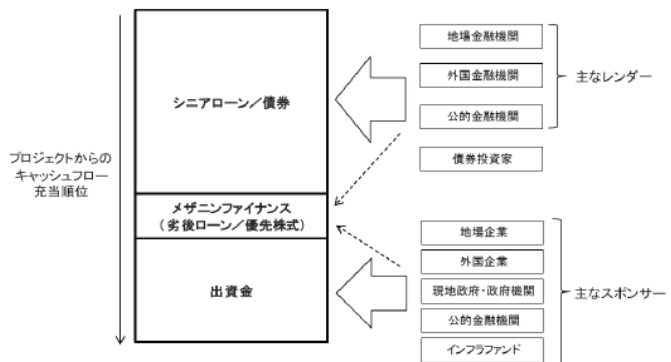 プロジェクトからの
キャッシュフロー
充当順位
シニアローン/債券
メザニンファイナンス
(劣後ローン/優先株式)
出資金
地場金融機関
外国金融機関
公的金融機関
債券投資家
主なレンダー
地場企業
外国企業
現地政府・政府機関
公的金融機関
インフラファンド
主なスポンサー